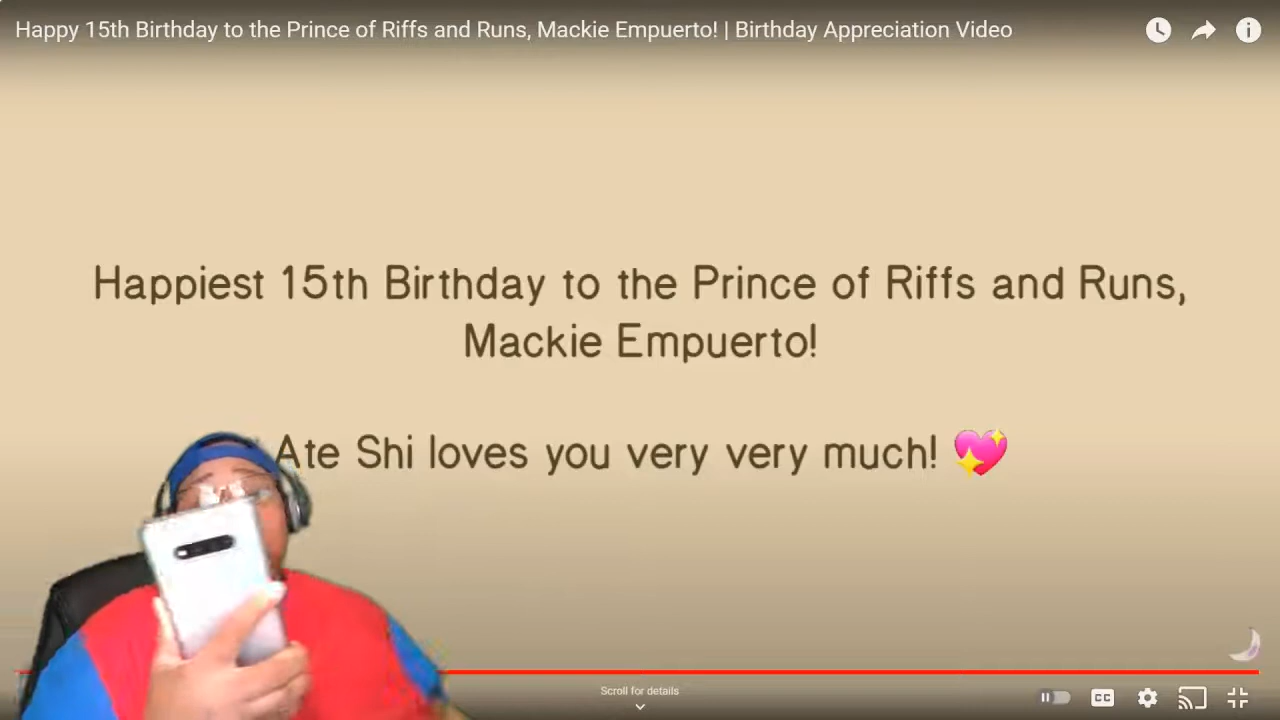 Happy 15th Birthday to the Prince of Riffs and Runs, Mackie Empuerto! | Birthday Appreciation Video
Happiest 15th Birthday to the Prince of Riffs and Runs,
Mackie Empuerto!
Ate Shi loves you very very much! 💖
Scroll for details
CC